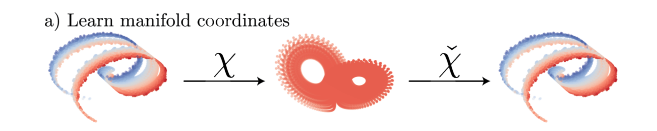 a) Learn manifold coordinates
χ χ̌